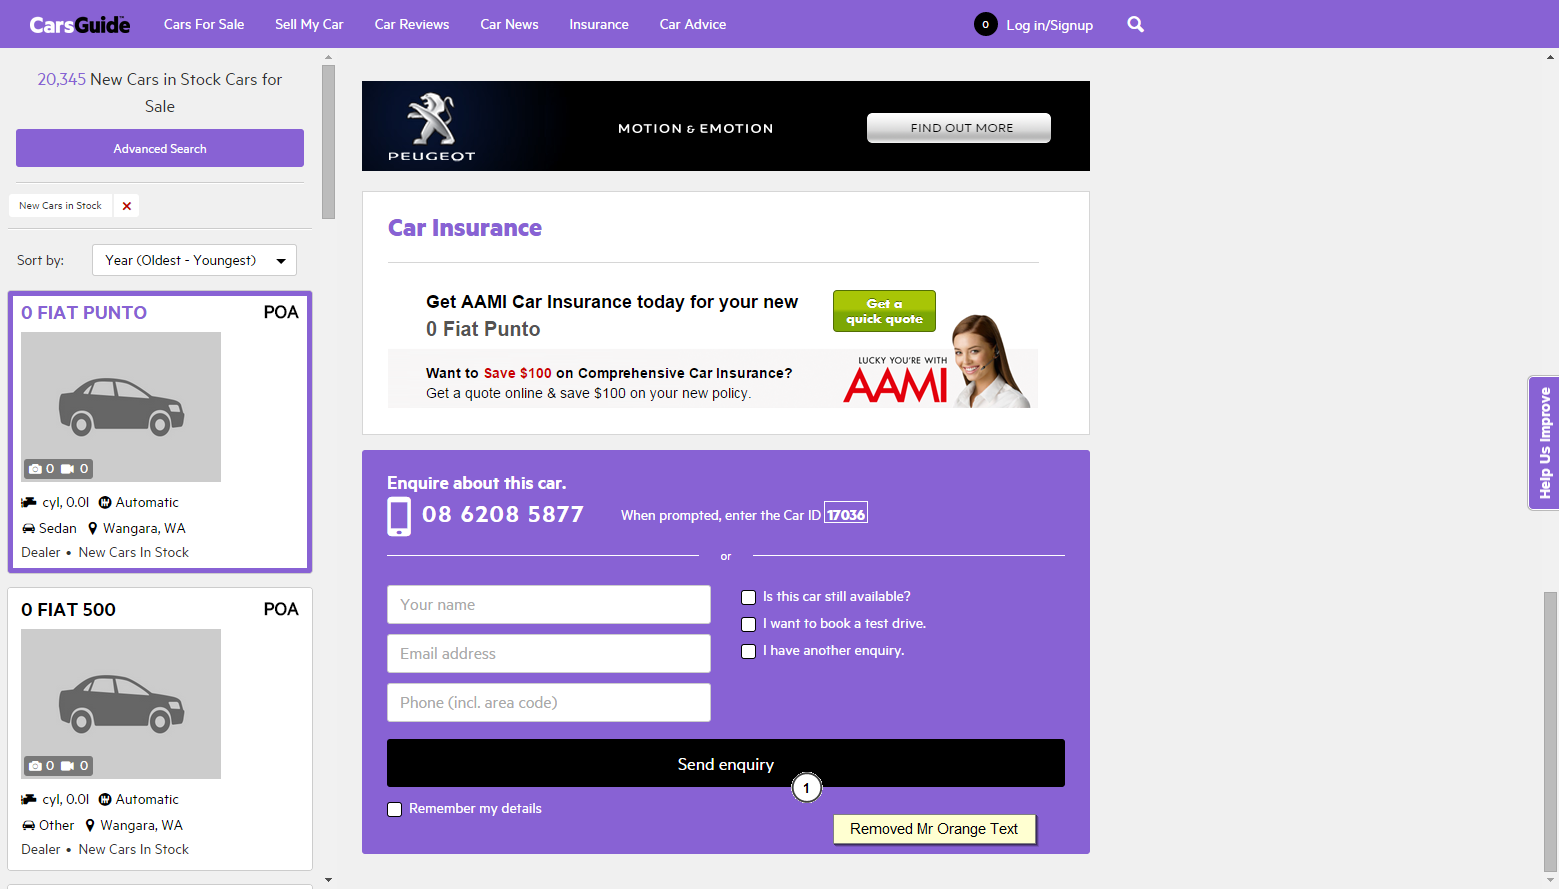 CarsGuide
Cars For Sale
Sell My Car
Car Reviews
Car News
Insurance
Car Advice
0
Log in/Signup
20,345 New Cars in Stock Cars for
Sale
Advanced Search
New Cars in Stock
Sort by:
Year (Oldest - Youngest)
0 FIAT PUNTO
POA
0 0
cyl, 0.0l Automatic
Sedan Wangara, WA
Dealer • New Cars In Stock
0 FIAT 500
POA
0 0
cyl, 0.0l Automatic
Other Wangara, WA
Dealer • New Cars In Stock
PEUGEOT
MOTION & EMOTION
FIND OUT MORE
Car Insurance
Get AAMI Car Insurance today for your new
0 Fiat Punto
Get a
quick quote
Want to Save $100 on Comprehensive Car Insurance?
Get a quote online & save $100 on your new policy.
LUCKY YOU'RE WITH
AAMI
Enquire about this car.
08 6208 5877
When prompted, enter the Car ID 17036
or
Your name
Email address
Phone (incl. area code)
Is this car still available?
I want to book a test drive.
I have another enquiry.
Send enquiry
1
Remember my details
Removed Mr Orange Text
Help Us Improve